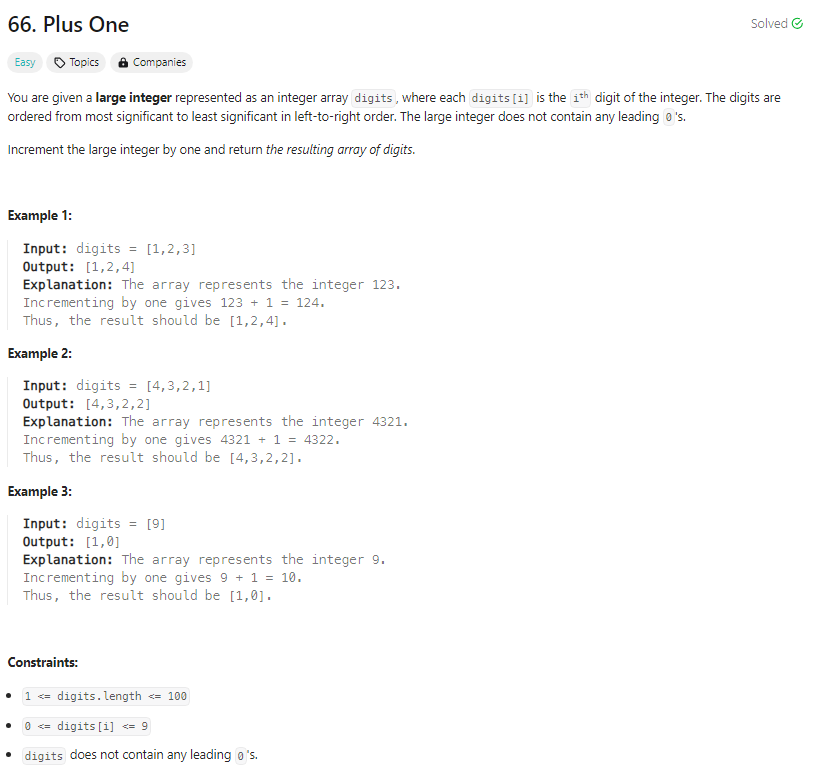 66. Plus One
Solved
Easy Topics Companies
You are given a large integer represented as an integer array digits, where each digits[i] is the ith digit of the integer. The digits are
ordered from most significant to least significant in left-to-right order. The large integer does not contain any leading 0's.
Increment the large integer by one and return the resulting array of digits.
Example 1:
Input: digits = [1,2,3]
Output: [1,2,4]
Explanation: The array represents the integer 123.
Incrementing by one gives 123 + 1 = 124.
Thus, the result should be [1,2,4].
Example 2:
Input: digits = [4,3,2,1]
Output: [4,3,2,2]
Explanation: The array represents the integer 4321.
Incrementing by one gives 4321 + 1 = 4322.
Thus, the result should be [4,3,2,2].
Example 3:
Input: digits = [9]
Output: [1,0]
Explanation: The array represents the integer 9.
Incrementing by one gives 9 + 1 = 10.
Thus, the result should be [1,0].
Constraints:
• 1 <= digits.length <= 100
• 0 <= digits[i] <= 9
• digits does not contain any leading 0's.